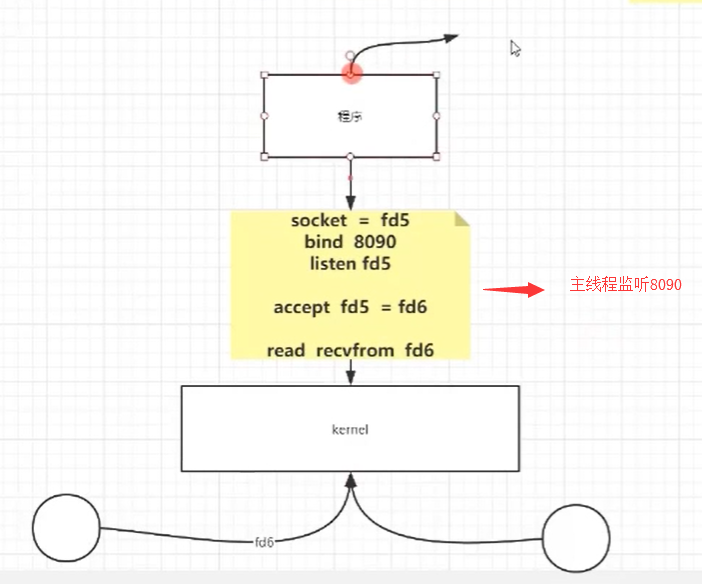 程序
socket = fd5
bind 8090
listen fd5
accept fd5 = fd6
read recvfrom fd6
主线程监听8090
kernel
fd6